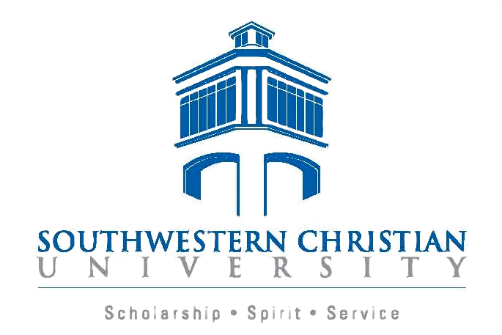 SOUTHWESTERN CHRISTIAN
UNIVERSITY
Scholarship • Spirit • Service